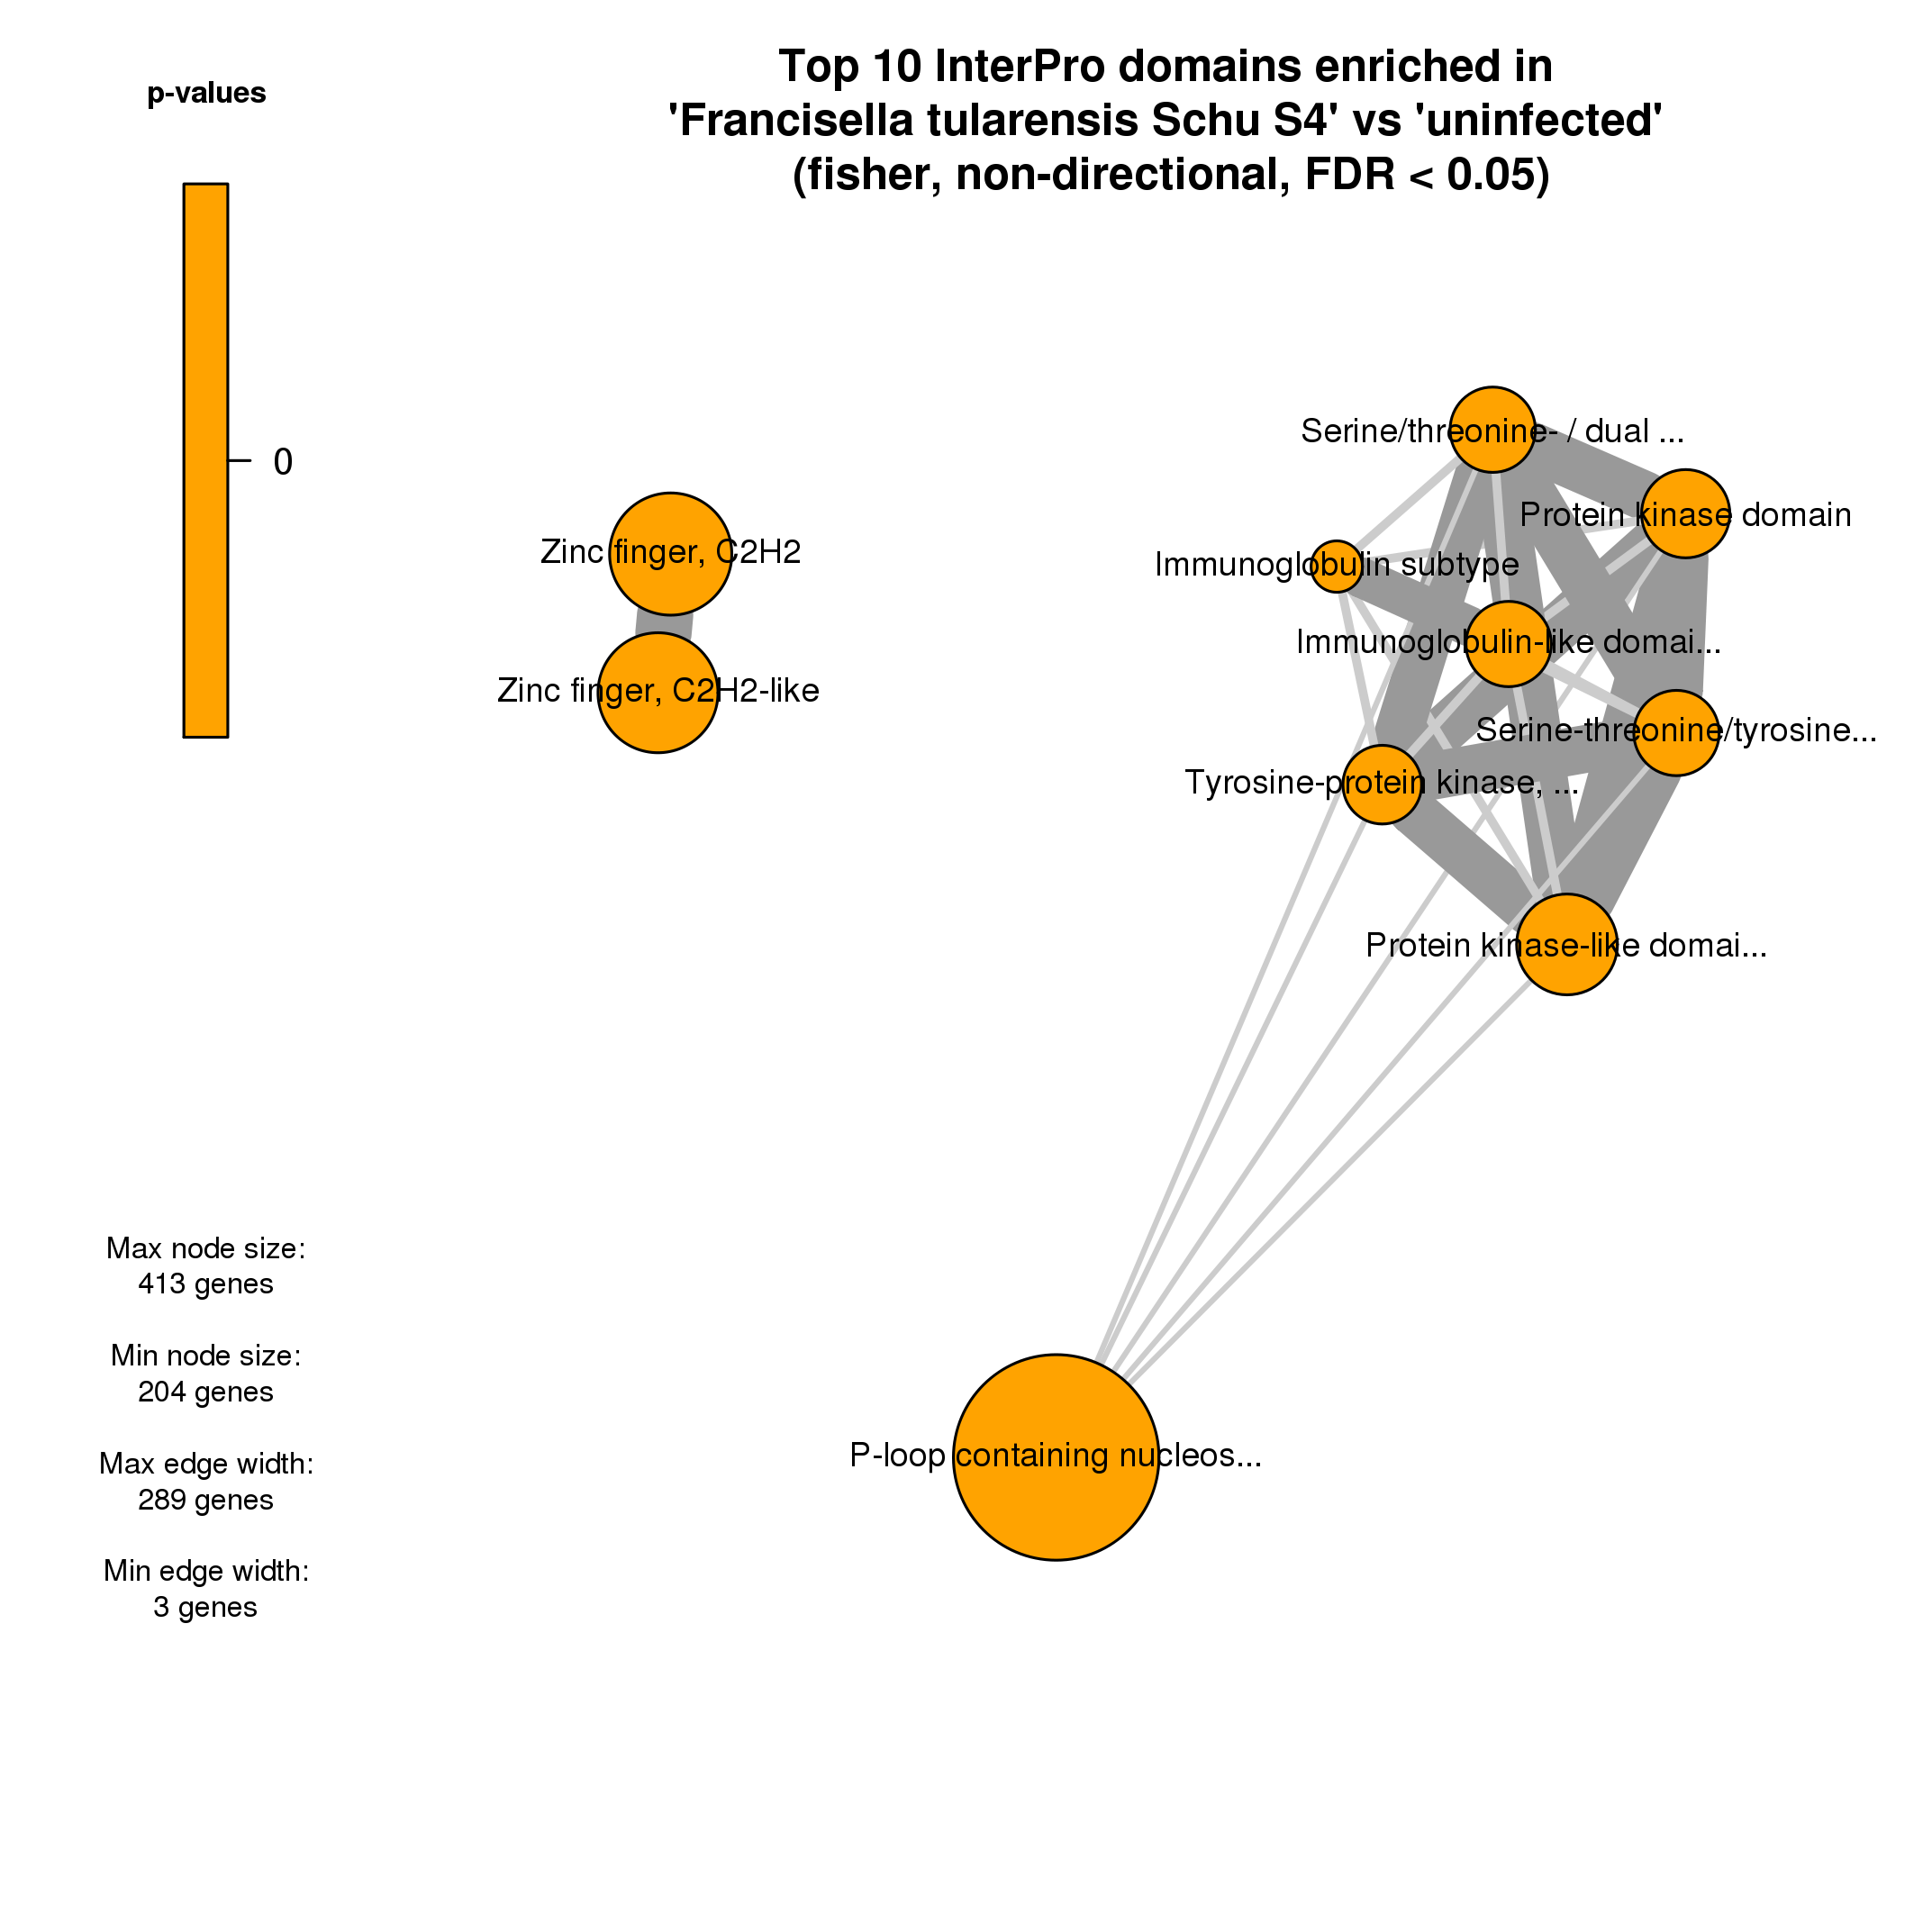 Top 10 InterPro domains enriched in
'Francisella tularensis Schu S4' vs 'uninfected'
(fisher, non-directional, FDR < 0.05)
p-values
0
Serine/threonine- / dual ...
Protein kinase domain
Zinc finger, C2H2
Immunoglobulin subtype
Immunoglobulin-like domai...
Zinc finger, C2H2-like
Serine-threonine/tyrosine...
Tyrosine-protein kinase, ...
Protein kinase-like domai...
P-loop containing nucleos...
Max node size:
413 genes
Min node size:
204 genes
Max edge width:
289 genes
Min edge width:
3 genes